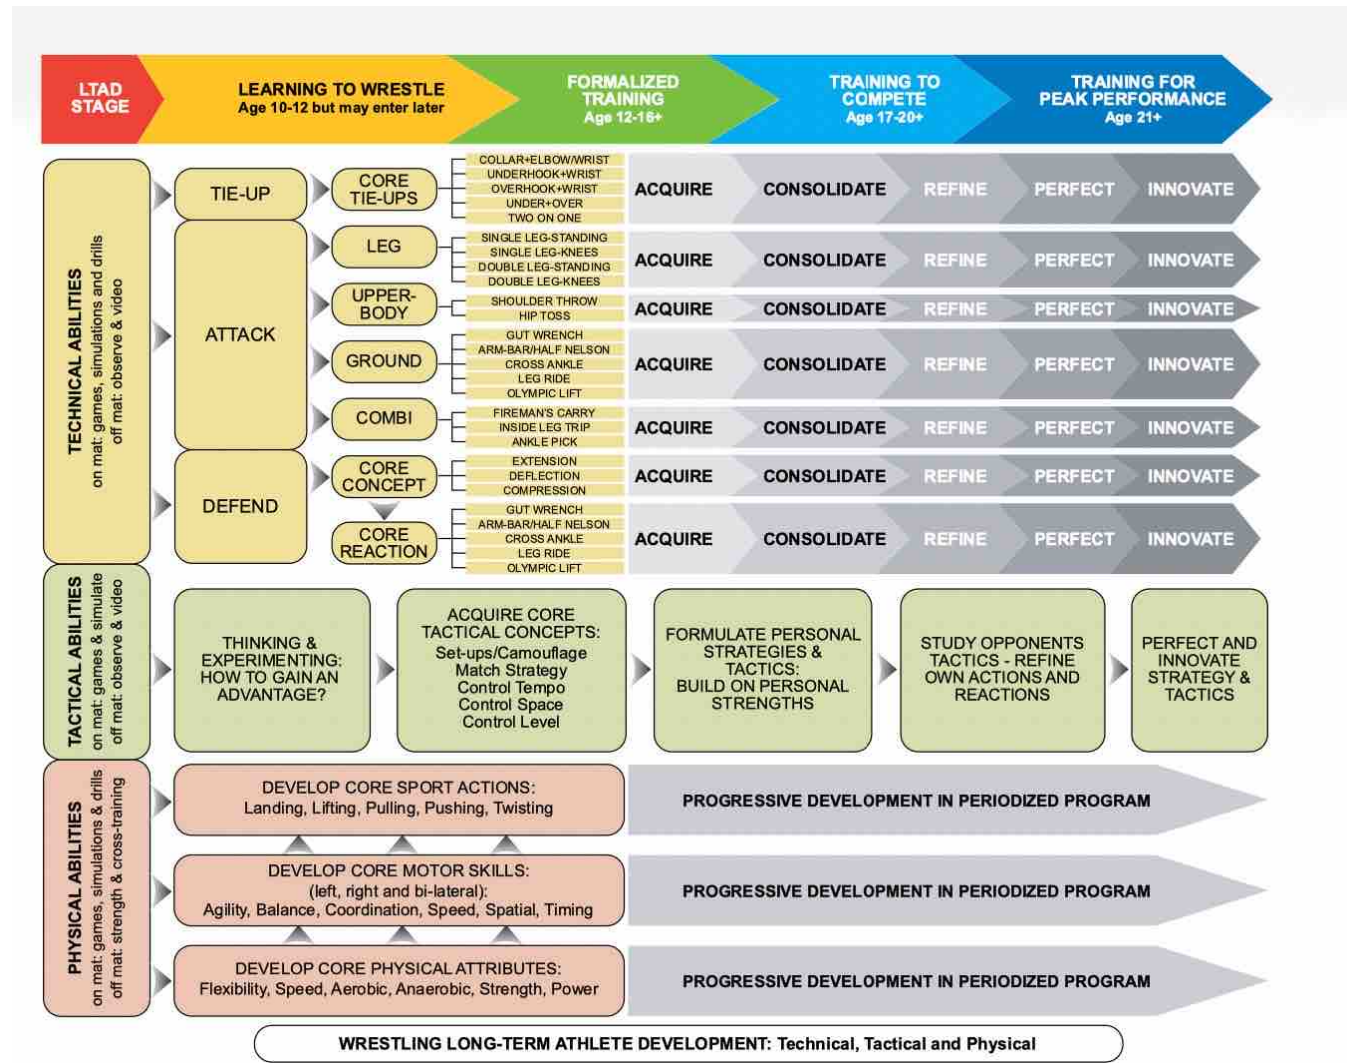 LTAD
STAGE
LEARNING TO WRESTLE
Age 10-12 but may enter later
FORMALIZED
TRAINING
Age 12-16+
TRAINING TO
COMPETE
Age 17-20+
TRAINING FOR
PEAK PERFORMANCE
Age 21+
TECHNICAL ABILITIES
on mat: games, simulations and drills
off mat: observe & video
TIE-UP
CORE
TIE-UPS
COLLAR+ELBOW/WRIST
UNDERHOOK+WRIST
OVERHOOK+WRIST
UNDER+OVER
TWO ON ONE
ACQUIRE
CONSOLIDATE
REFINE
PERFECT
INNOVATE
ATTACK
LEG
SINGLE LEG-STANDING
SINGLE LEG-KNEES
DOUBLE LEG-STANDING
DOUBLE LEG-KNEES
ACQUIRE
CONSOLIDATE
REFINE
PERFECT
INNOVATE
UPPER-
BODY
SHOULDER THROW
HIP TOSS
ACQUIRE
CONSOLIDATE
REFINE
PERFECT
INNOVATE
GROUND
GUT WRENCH
ARM-BAR/HALF NELSON
CROSS ANKLE
LEG RIDE
OLYMPIC LIFT
ACQUIRE
CONSOLIDATE
REFINE
PERFECT
INNOVATE
COMBI
FIREMAN'S CARRY
INSIDE LEG TRIP
ANKLE PICK
ACQUIRE
CONSOLIDATE
REFINE
PERFECT
INNOVATE
DEFEND
CORE
CONCEPT
EXTENSION
DEFLECTION
COMPRESSION
ACQUIRE
CONSOLIDATE
REFINE
PERFECT
INNOVATE
CORE
REACTION
GUT WRENCH
ARM-BAR/HALF NELSON
CROSS ANKLE
LEG RIDE
OLYMPIC LIFT
ACQUIRE
CONSOLIDATE
REFINE
PERFECT
INNOVATE
TACTICAL ABILITIES
on mat: games & simulate
off mat: observe & video
THINKING &
EXPERIMENTING:
HOW TO GAIN AN
ADVANTAGE?
ACQUIRE CORE
TACTICAL CONCEPTS:
Set-ups/Camouflage
Match Strategy
Control Tempo
Control Space
Control Level
FORMULATE PERSONAL
STRATEGIES &
TACTICS:
BUILD ON PERSONAL
STRENGTHS
STUDY OPPONENTS
TACTICS - REFINE
OWN ACTIONS AND
REACTIONS
PERFECT AND
INNOVATE
STRATEGY &
TACTICS
PHYSICAL ABILITIES
on mat: games, simulations & drills
off mat: strength & cross-training
DEVELOP CORE SPORT ACTIONS:
Landing, Lifting, Pulling, Pushing, Twisting
PROGRESSIVE DEVELOPMENT IN PERIODIZED PROGRAM
DEVELOP CORE MOTOR SKILLS:
(left, right and bi-lateral):
Agility, Balance, Coordination, Speed, Spatial, Timing
PROGRESSIVE DEVELOPMENT IN PERIODIZED PROGRAM
DEVELOP CORE PHYSICAL ATTRIBUTES:
Flexibility, Speed, Aerobic, Anaerobic, Strength, Power
PROGRESSIVE DEVELOPMENT IN PERIODIZED PROGRAM
WRESTLING LONG-TERM ATHLETE DEVELOPMENT: Technical, Tactical and Physical